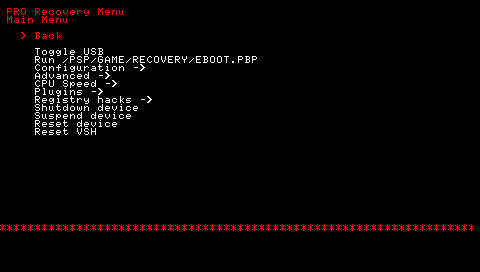 PRO Recovery Menu
Main Menu
> Back
Toggle USB
Run /PSP/GAME/RECOVERY/EBOOT.PBP
Configuration ->
Advanced ->
CPU Speed ->
Plugins ->
Registry hacks ->
Shutdown device
Suspend device
Reset device
Reset VSH
********************************************************************